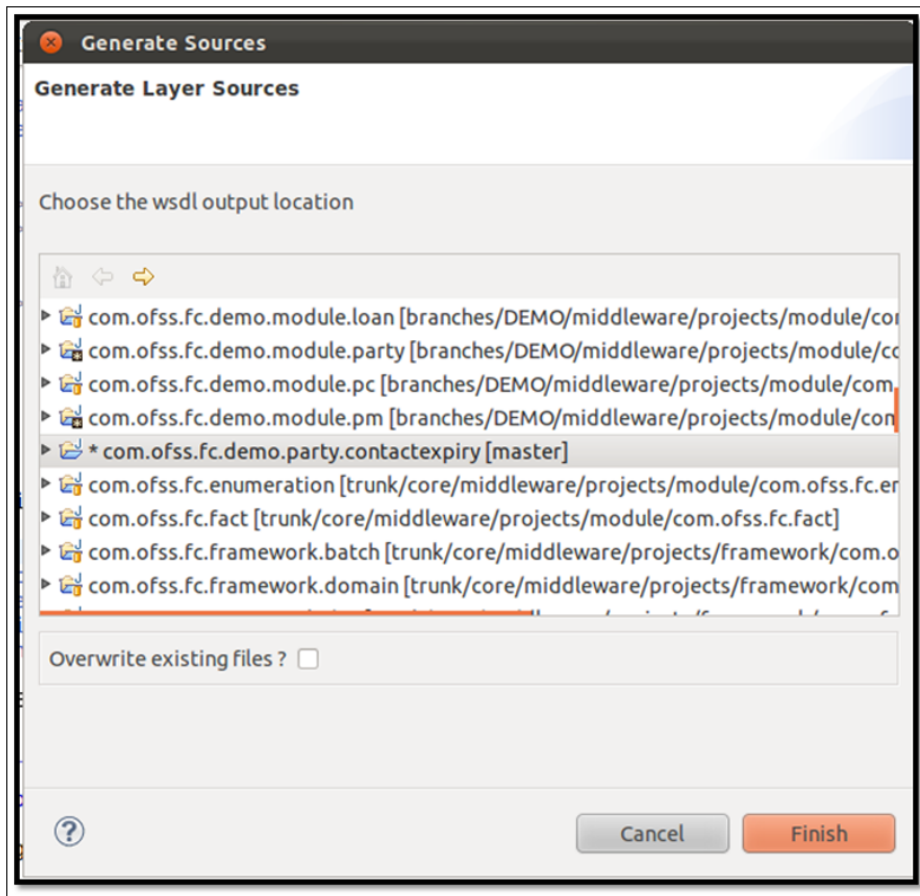 Generate Sources
Generate Layer Sources
Choose the wsdl output location
com.ofss.fc.demo.module.loan [branches/DEMO/middleware/projects/module/co
com.ofss.fc.demo.module.party [branches/DEMO/middleware/projects/module/co
com.ofss.fc.demo.module.pc [branches/DEMO/middleware/projects/module/com
com.ofss.fc.demo.module.pm [branches/DEMO/middleware/projects/module/com
* com.ofss.fc.demo.party.contactexpiry [master]
com.ofss.fc.enumeration [trunk/core/middleware/projects/module/com.ofss.fc.en
com.ofss.fc.fact [trunk/core/middleware/projects/module/com.ofss.fc.fact]
com.ofss.fc.framework.batch [trunk/core/middleware/projects/framework/com.o
com.ofss.fc.framework.domain [trunk/core/middleware/projects/framework/com
Overwrite existing files ?
Cancel
Finish